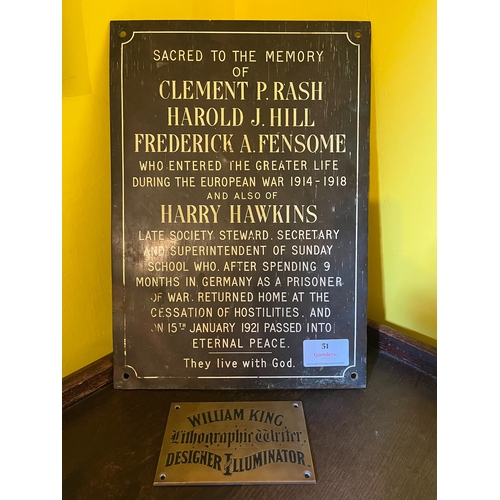 SACRED TO THE MEMORY
OF
CLEMENT P. RASH
HAROLD J. HILL
FREDERICK A. FENSOME
WHO ENTERED THE GREATER LIFE
DURING THE EUROPEAN WAR 1914-1918
AND ALSO OF
HARRY HAWKINS
LATE SOCIETY STEWARD, SECRETARY
AND SUPERINTENDENT OF SUNDAY
SCHOOL WHO, AFTER SPENDING 9
MONTHS IN GERMANY AS A PRISONER
OF WAR, RETURNED HOME AT THE
CESSATION OF HOSTILITIES, AND
ON 15TH JANUARY 1921 PASSED INTO
ETERNAL PEACE.
They live with God.
51
WILLIAM KING
Lithographic Writer,
DESIGNER ILLUMINATOR